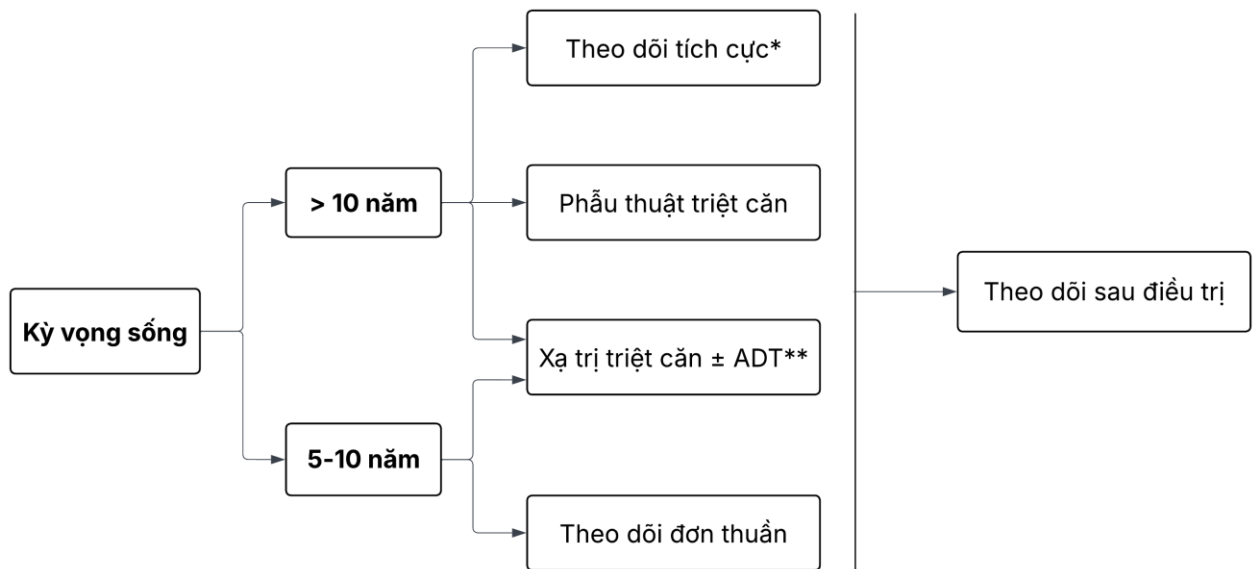 Theo dõi tích cực*
> 10 năm
Phẫu thuật triệt căn
Theo dõi sau điều trị
Kỳ vọng sống
Xạ trị triệt căn ± ADT**
5-10 năm
Theo dõi đơn thuần